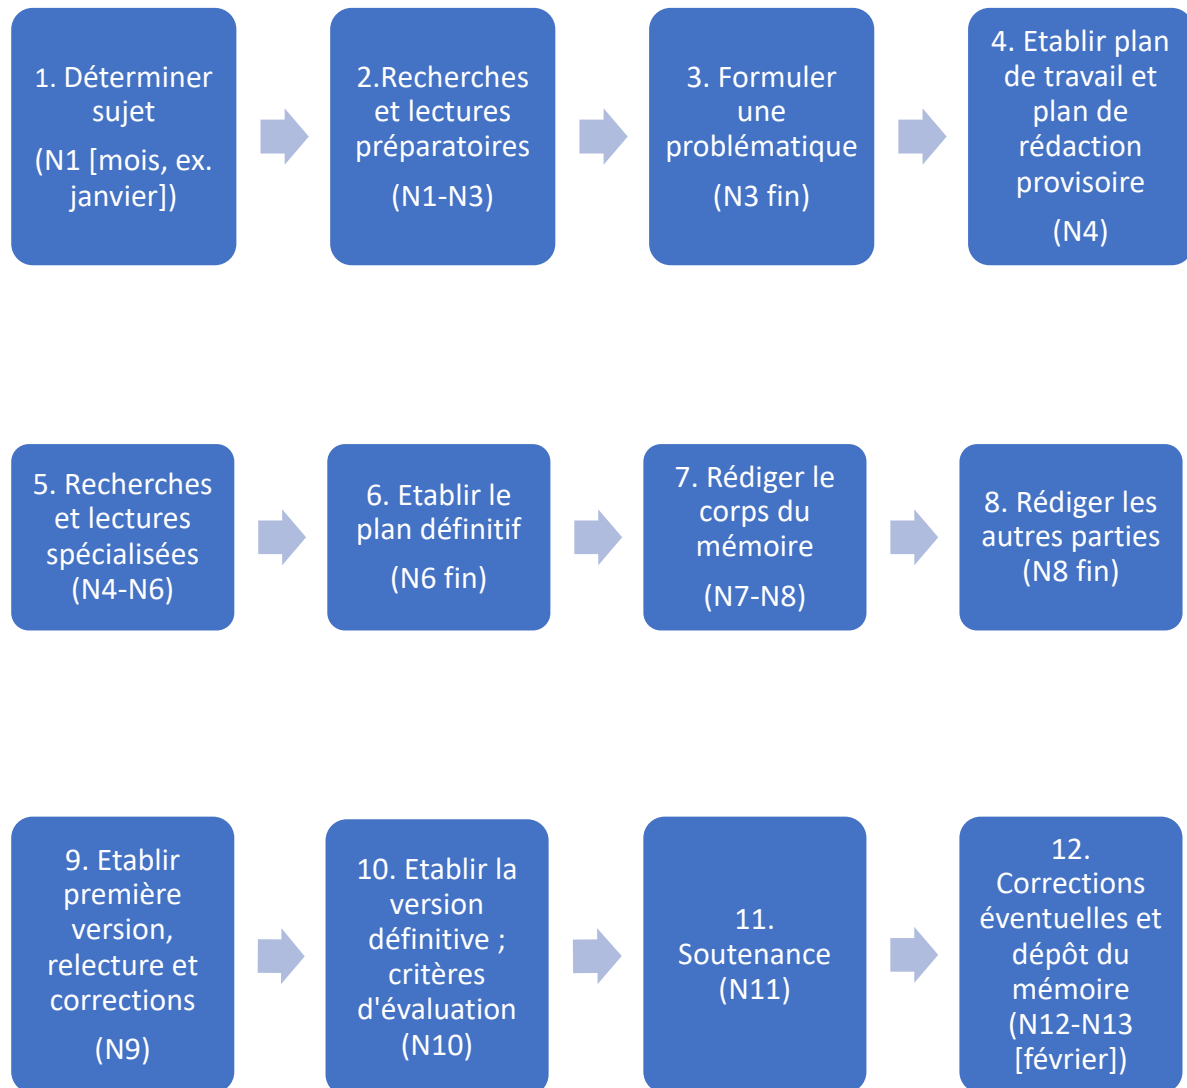 1. Déterminer
sujet
(N1 [mois, ex.
janvier])
2.Recherches
et lectures
préparatoires
(N1-N3)
3. Formuler
une
problématique
(N3 fin)
4. Etablir plan
de travail et
plan de
rédaction
provisoire
(N4)
5. Recherches
et lectures
spécialisées
(N4-N6)
6. Etablir le
plan définitif
(N6 fin)
7. Rédiger le
corps du
mémoire
(N7-N8)
8. Rédiger les
autres parties
(N8 fin)
9. Etablir
première
version,
relecture et
corrections
(N9)
10. Etablir la
version
définitive ;
critères
d'évaluation
(N10)
11.
Soutenance
(N11)
12.
Corrections
éventuelles et
dépôt du
mémoire
(N12-N13
[février])